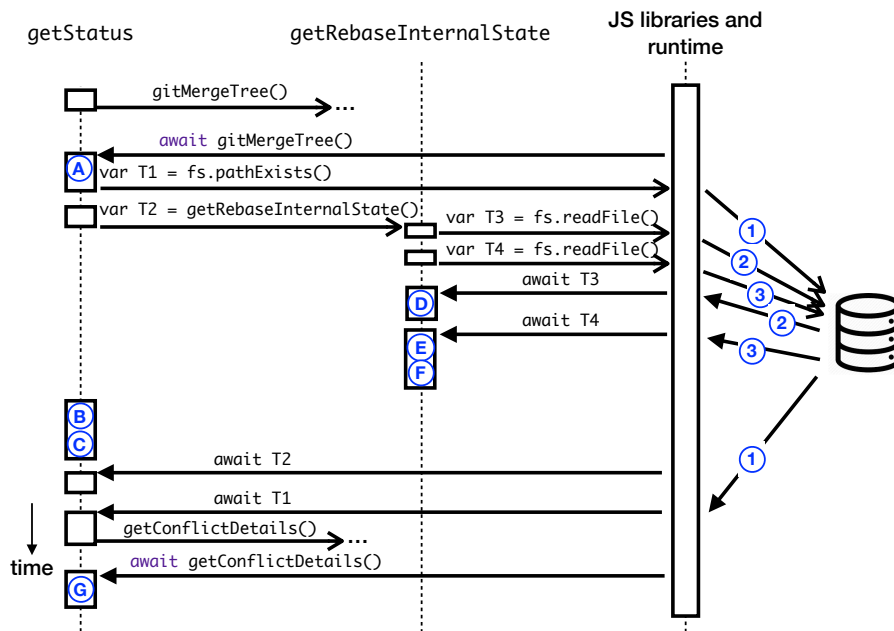 getStatus
getRebaseInternalState
JS libraries and
runtime
gitMergeTree()
...
await gitMergeTree()
A
var T1 = fs.pathExists()
var T2 = getRebaseInternalState()
var T3 = fs.readFile()
1
var T4 = fs.readFile()
2
await T3
3
D
2
await T4
E
3
F
B
C
await T2
1
await T1
getConflictDetails()
...
time
await getConflictDetails()
G